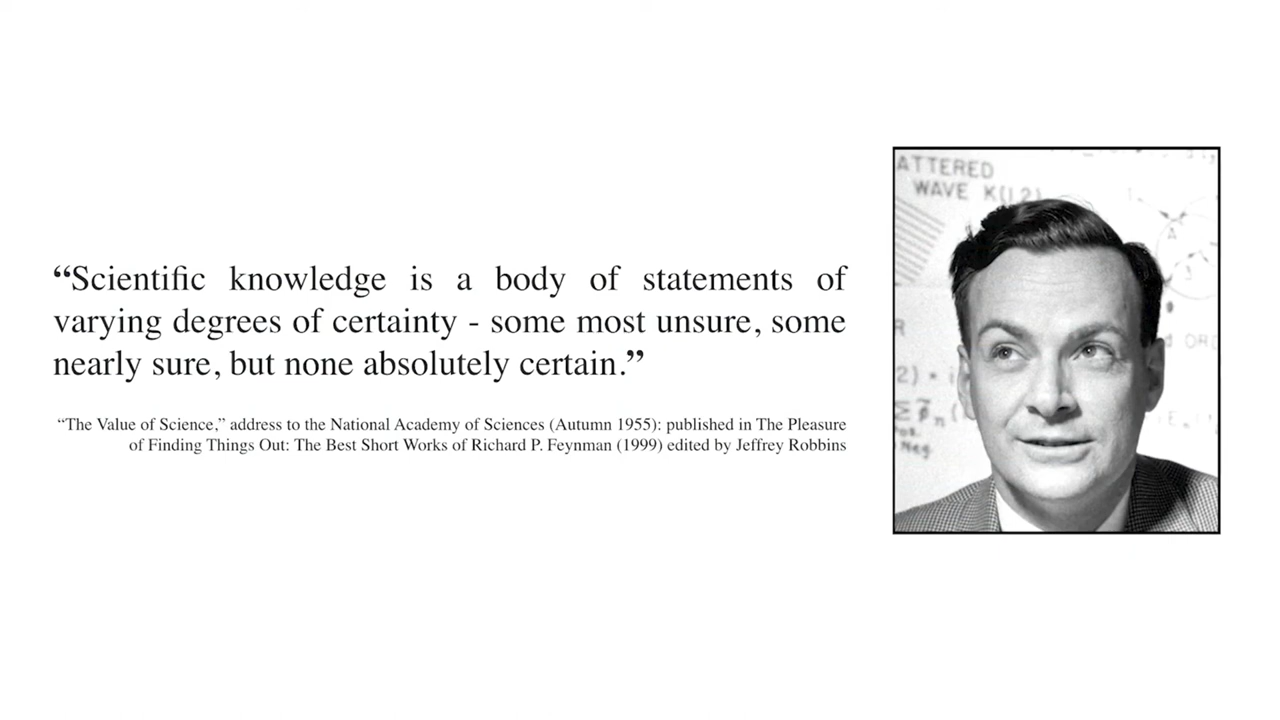 “Scientific knowledge is a body of statements of
varying degrees of certainty - some most unsure, some
nearly sure, but none absolutely certain.”
“The Value of Science,” address to the National Academy of Sciences (Autumn 1955): published in The Pleasure
of Finding Things Out: The Best Short Works of Richard P. Feynman (1999) edited by Jeffrey Robbins
ATTERED
WAVE K(1,2)